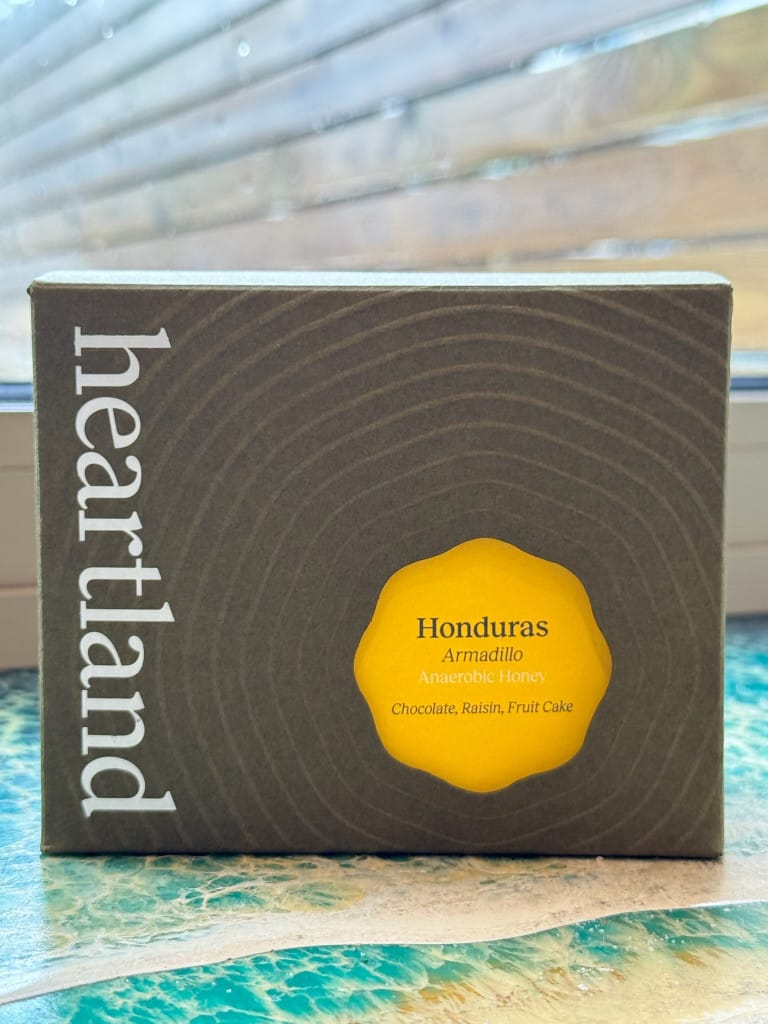 heartland
Honduras
Armadillo
Anaerobic Honey
Chocolate, Raisin, Fruit Cake